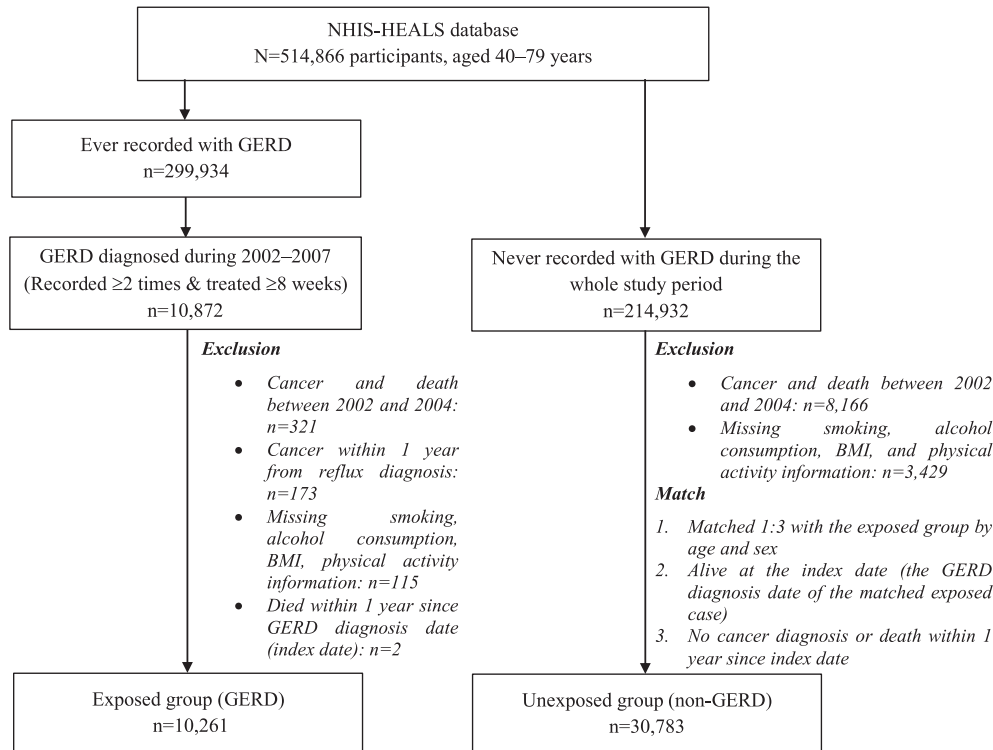 NHIS-HEALS database
N=514,866 participants, aged 40–79 years
Ever recorded with GERD
n=299,934
GERD diagnosed during 2002–2007
(Recorded ≥2 times & treated ≥8 weeks)
n=10,872
Never recorded with GERD during the
whole study period
n=214,932
Exclusion
• Cancer and death
between 2002 and 2004:
n=321
• Cancer within 1 year
from reflux diagnosis:
n=173
• Missing smoking,
alcohol consumption,
BMI, physical activity
information: n=115
• Died within 1 year since
GERD diagnosis date
(index date): n=2
Exclusion
• Cancer and death between 2002
and 2004: n=8,166
• Missing smoking, alcohol
consumption, BMI, and physical
activity information: n=3,429
Match
1. Matched 1:3 with the exposed group by
age and sex
2. Alive at the index date (the GERD
diagnosis date of the matched exposed
case)
3. No cancer diagnosis or death within 1
year since index date
Exposed group (GERD)
n=10,261
Unexposed group (non-GERD)
n=30,783